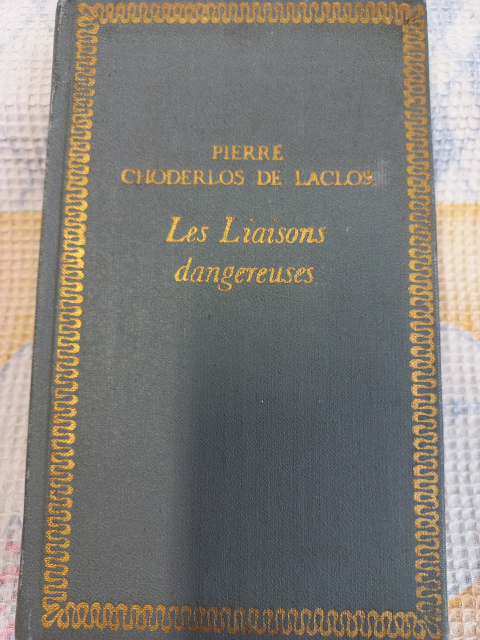 PIERRE
CHODERLOS DE LACLOS
Les Liaisons
dangereuses